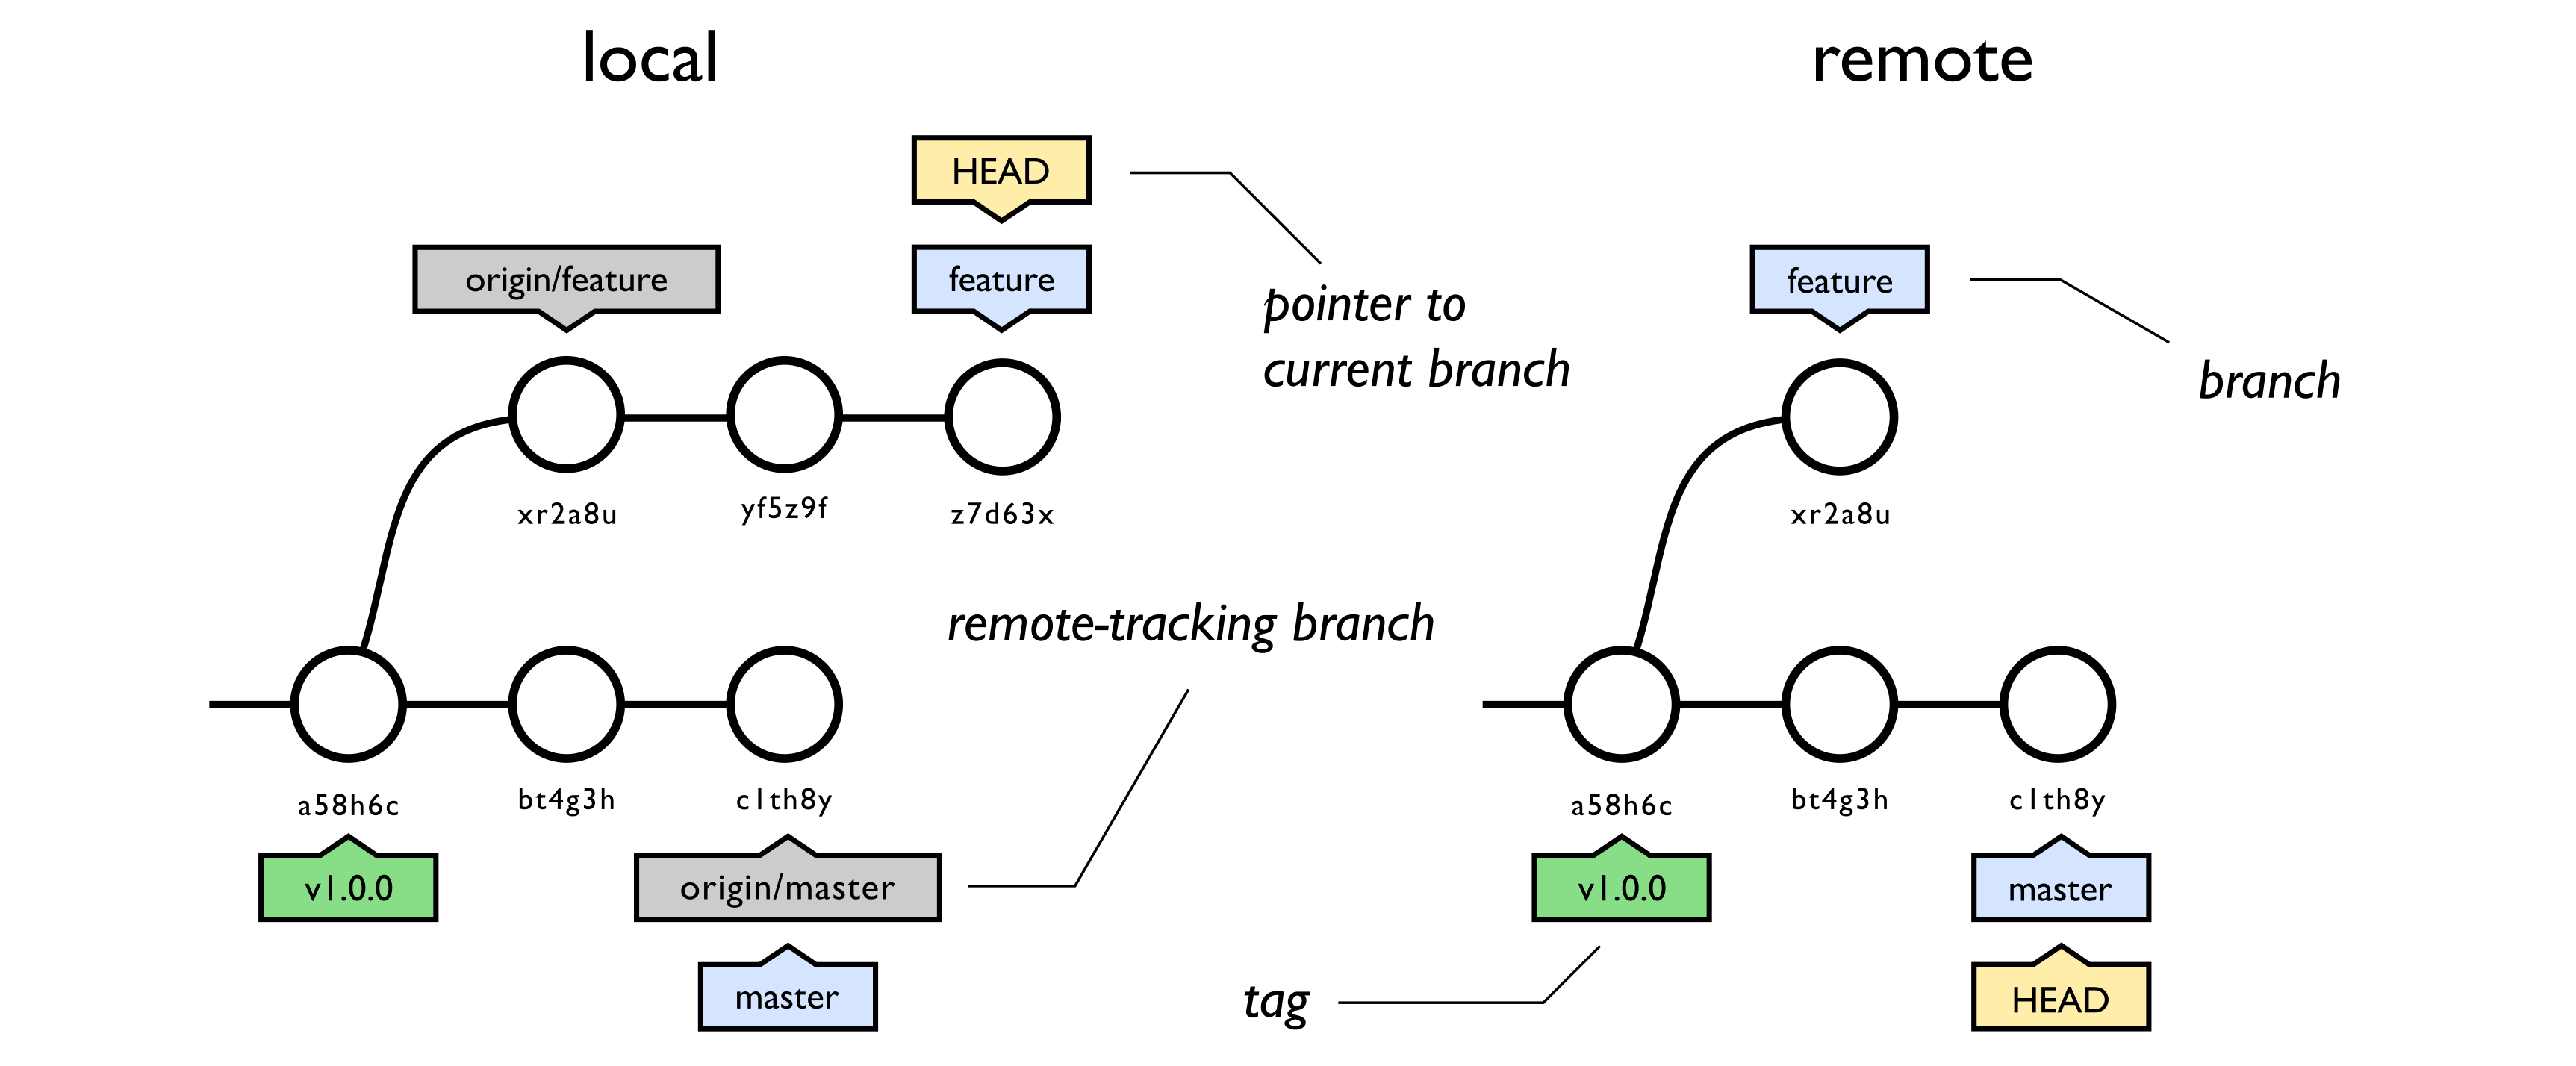 local
remote
HEAD
origin/feature
feature
feature
pointer to
current branch
branch
xr2a8u
yf5z9f
z7d63x
xr2a8u
remote-tracking branch
a58h6c
bt4g3h
c1th8y
a58h6c
bt4g3h
c1th8y
v1.0.0
origin/master
v1.0.0
master
master
tag
HEAD